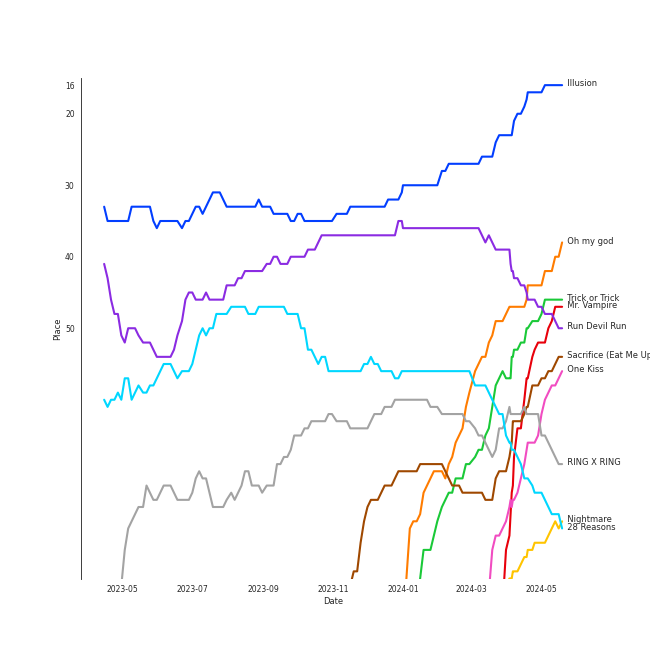 16
Illusion
20
30
40
Oh my god
Trick or Trick
Mr. Vampire
50
Run Devil Run
Place
Sacrifice (Eat Me Up
One Kiss
RING X RING
Nightmare
28 Reasons
2023-05
2023-07
2023-09
2023-11
2024-01
2024-03
2024-05
Date